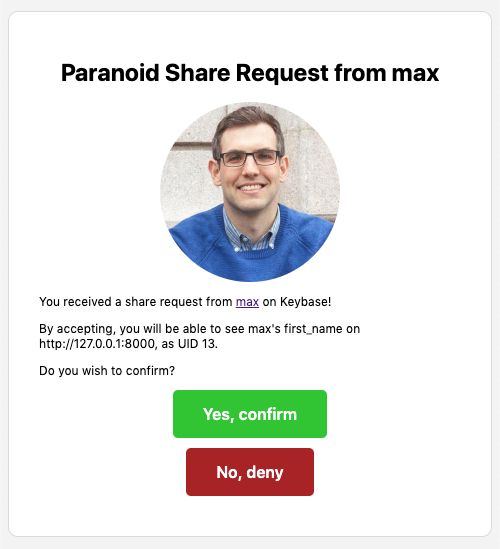 Paranoid Share Request from max
You received a share request from max on Keybase!
By accepting, you will be able to see max's first_name on
http://127.0.0.1:8000, as UID 13.
Do you wish to confirm?
Yes, confirm
No, deny